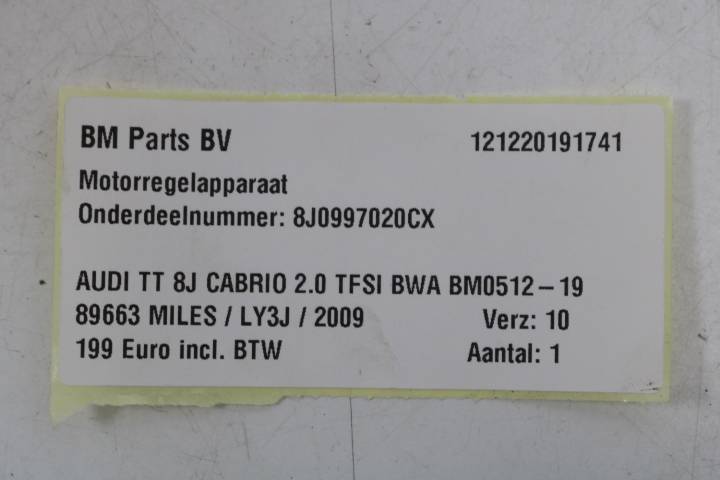 BM Parts BV 121220191741
Motorregelapparaat
Onderdeelnummer: 8J0997020CX
AUDI TT 8J CABRIO 2.0 TFSI BWA BM0512-19
89663 MILES / LY3J / 2009 Verz: 10
199 Euro incl. BTW Aantal: 1